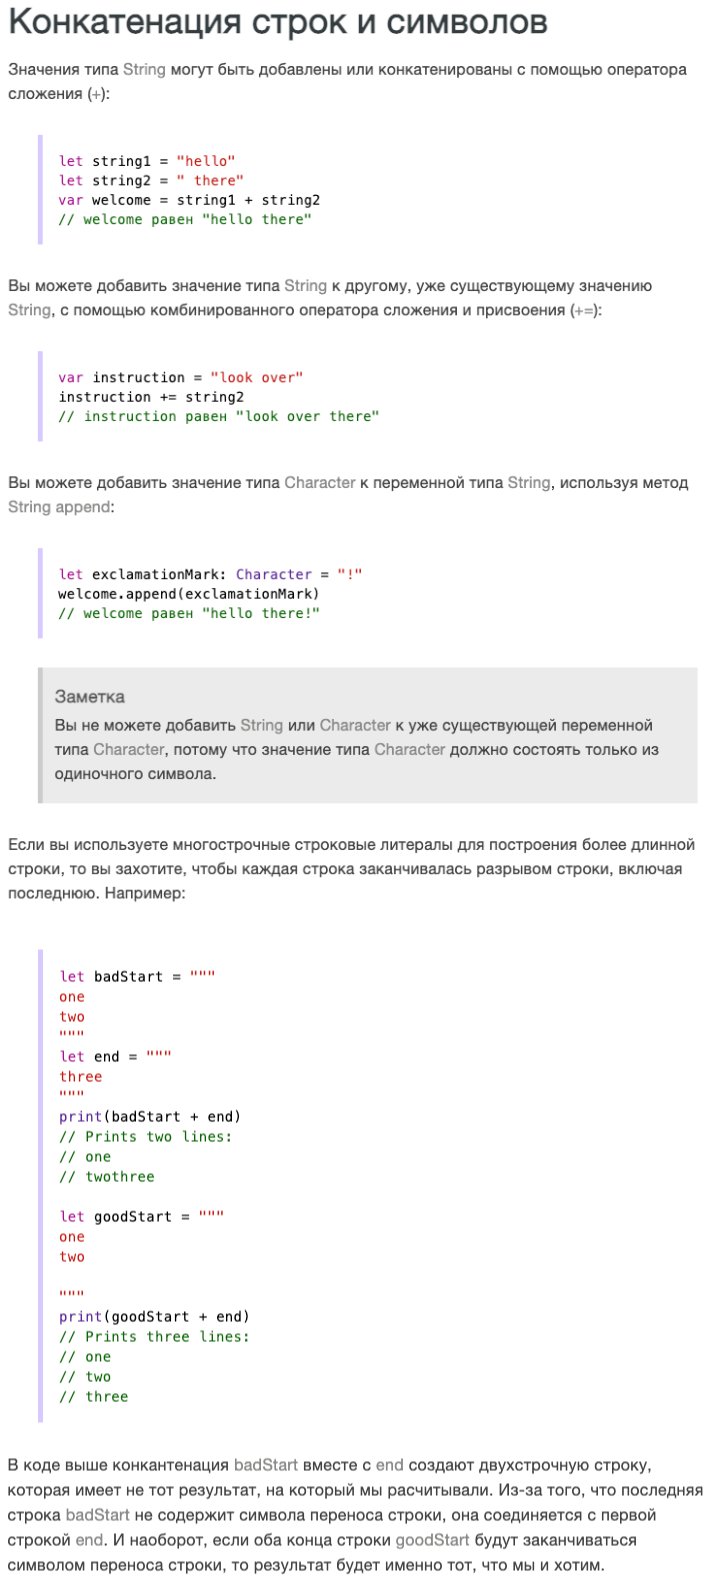 Конкатенация строк и символов
Значения типа String могут быть добавлены или конкатенированы с помощью оператора
сложения (+):
let string1 = "hello"
let string2 = " there"
var welcome = string1 + string2
// welcome равен "hello there"
Вы можете добавить значение типа String к другому, уже существующему значению
String, с помощью комбинированного оператора сложения и присвоения (+=):
var instruction = "look over"
instruction += string2
// instruction равен "look over there"
Вы можете добавить значение типа Character к переменной типа String, используя метод
String append:
let exclamationMark: Character = "!"
welcome.append(exclamationMark)
// welcome равен "hello there!"
Заметка
Вы не можете добавить String или Character к уже существующей переменной
типа Character, потому что значение типа Character должно состоять только из
одиночного символа.
Если вы используете многострочные строковые литералы для построения более длинной
строки, то вы захотите, чтобы каждая строка заканчивалась разрывом строки, включая
последнюю. Например:
let badStart = """
one
two
"""
let end = """
three
"""
print(badStart + end)
// Prints two lines:
// one
// twothree
let goodStart = """
one
two
"""
print(goodStart + end)
// Prints three lines:
// one
// two
// three
В коде выше конкантенация badStart вместе с end создают двухстрочную строку,
которая имеет не тот результат, на который мы расчитывали. Из-за того, что последняя
строка badStart не содержит символа переноса строки, она соединяется с первой
строкой end. И наоборот, если оба конца строки goodStart будут заканчиваться
символом переноса строки, то результат будет именно тот, что мы и хотим.